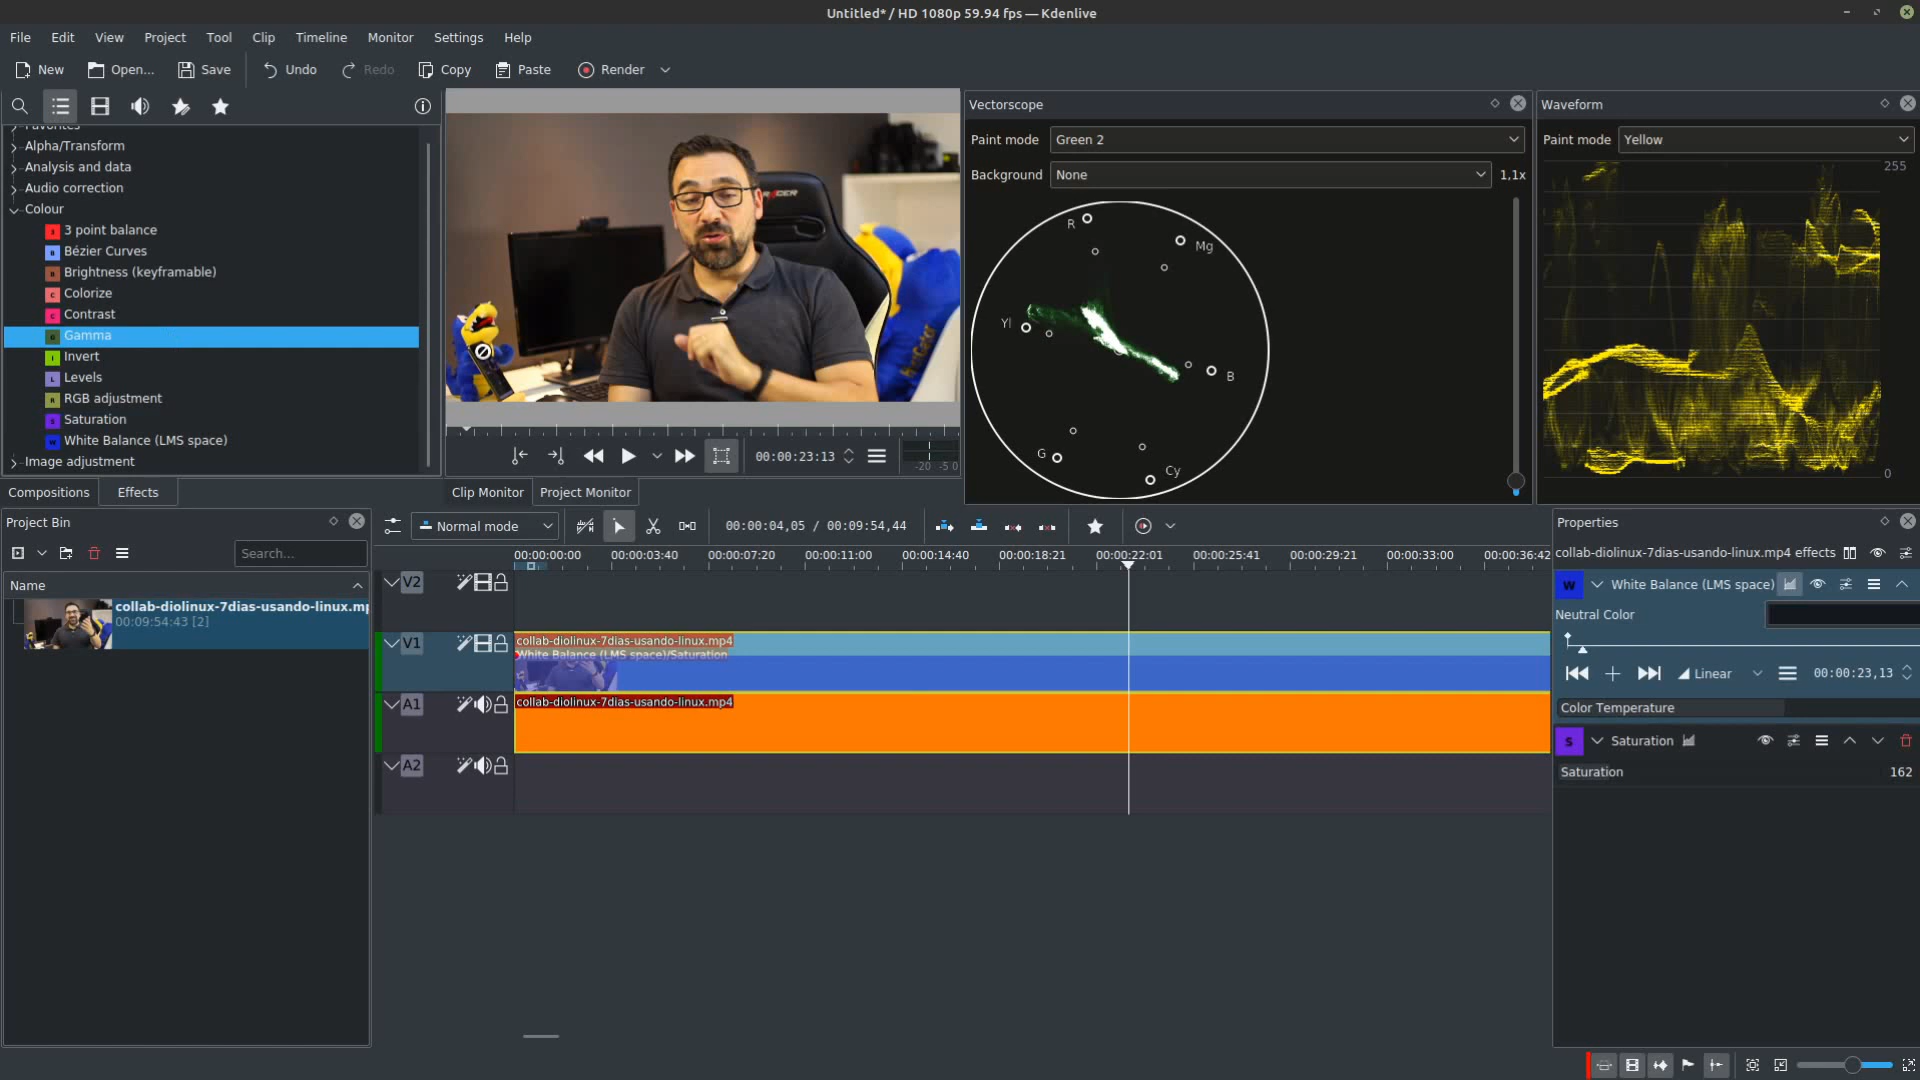 Untitled* / HD 1080p 59.94 fps — Kdenlive
File Edit View Project Tool Clip Timeline Monitor Settings Help
New Open... Save Undo Redo Copy Paste Render
Favorites
Alpha/Transform
Analysis and data
Audio correction
Colour
3 point balance
Bézier Curves
Brightness (keyframable)
Colorize
Contrast
Gamma
Invert
Levels
RGB adjustment
Saturation
White Balance (LMS space)
Image adjustment
Compositions Effects
00:00:23:13
-20 -5 0
Clip Monitor Project Monitor
Vectorscope
Paint mode Green 2
Background None 1,1x
R
Mg
Yl
B
G
Cy
Waveform
Paint mode Yellow
255
0
Project Bin
Search...
Name
collab-diolinux-7dias-usando-linux.mp
00:09:54:43 [2]
Normal mode 00:00:04,05 / 00:09:54,44
00:00:00:00 00:00:03:40 00:00:07:20 00:00:11:00 00:00:14:40 00:00:18:21 00:00:22:01 00:00:25:41 00:00:29:21 00:00:33:00 00:00:36:42
V2
V1
collab-diolinux-7dias-usando-linux.mp4
White Balance (LMS space)/Saturation
A1
collab-diolinux-7dias-usando-linux.mp4
A2
Properties
collab-diolinux-7dias-usando-linux.mp4 effects
W White Balance (LMS space)
Neutral Color
Linear 00:00:23,13
Color Temperature
S Saturation
Saturation 162